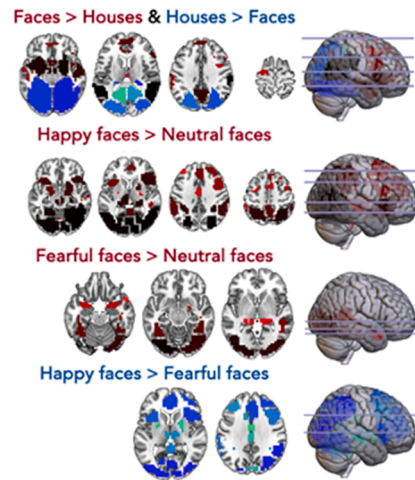 Faces > Houses & Houses > Faces
Happy faces > Neutral faces
Fearful faces > Neutral faces
Happy faces > Fearful faces